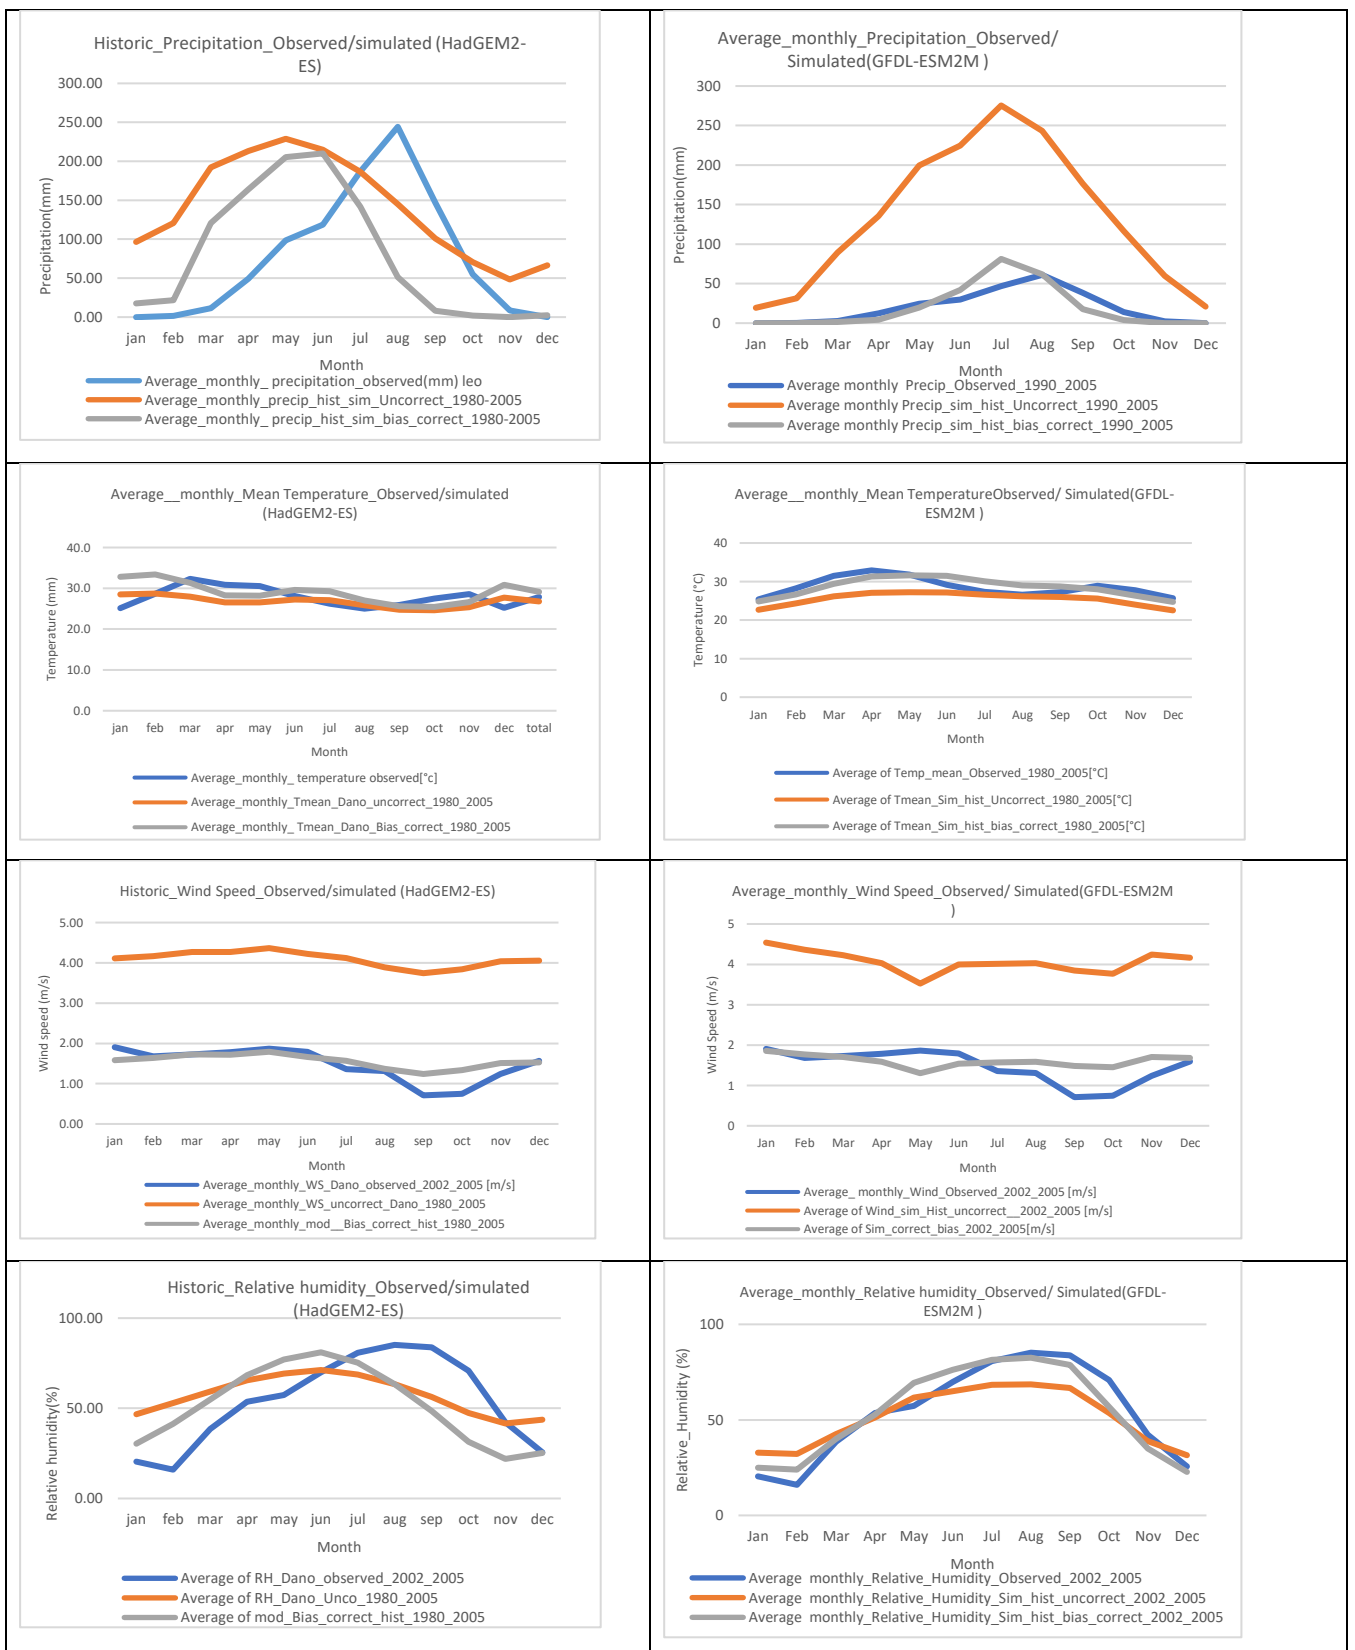 Historic_Precipitation_Observed/simulated (HadGEM2-
ES)
300.00
250.00
200.00
150.00
100.00
50.00
0.00
Precipitation(mm)
jan feb mar apr may jun jul aug sep oct nov dec
Month
Average_monthly_ precipitation_observed(mm) leo
Average_monthly_precip_hist_sim_Uncorrect_1980-2005
Average_monthly_ precip_hist_sim_bias_correct_1980-2005
Average_monthly_Precipitation_Observed/
Simulated(GFDL-ESM2M )
300
250
200
150
100
50
0
Precipitation(mm)
Jan Feb Mar Apr May Jun Jul Aug Sep Oct Nov Dec
Month
Average monthly Precip_Observed_1990_2005
Average monthly Precip_sim_hist_Uncorrect_1990_2005
Average monthly Precip_sim_hist_bias_correct_1990_2005
Average__monthly_Mean Temperature_Observed/simulated
(HadGEM2-ES)
40.0
30.0
20.0
10.0
0.0
Temperature (mm)
jan feb mar apr may jun jul aug sep oct nov dec total
Month
Average_monthly_ temperature observed[°c]
Average_monthly_Tmean_Dano_uncorrect_1980_2005
Average_monthly_ Tmean_Dano_Bias_correct_1980_2005
Average__monthly_Mean TemperatureObserved/ Simulated(GFDL-
ESM2M )
40
30
20
10
0
Temperature (°C)
Jan Feb Mar Apr May Jun Jul Aug Sep Oct Nov Dec
Month
Average of Temp_mean_Observed_1980_2005[°C]
Average of Tmean_Sim_hist_Uncorrect_1980_2005[°C]
Average of Tmean_Sim_hist_bias_correct_1980_2005[°C]
Historic_Wind Speed_Observed/simulated (HadGEM2-ES)
5.00
4.00
3.00
2.00
1.00
0.00
Wind speed (m/s)
jan feb mar apr may jun jul aug sep oct nov dec
Month
Average_monthly_WS_Dano_observed_2002_2005 [m/s]
Average_monthly_WS_uncorrect_Dano_1980_2005
Average_monthly_mod__Bias_correct_hist_1980_2005
Average_monthly_Wind Speed_Observed/ Simulated(GFDL-ESM2M
)
5
4
3
2
1
0
Wind Speed (m/s)
Jan Feb Mar Apr May Jun Jul Aug Sep Oct Nov Dec
Month
Average_ monthly_Wind_Observed_2002_2005 [m/s]
Average of Wind_sim_Hist_uncorrect__2002_2005 [m/s]
Average of Sim_correct_bias_2002_2005[m/s]
Historic_Relative humidity_Observed/simulated
(HadGEM2-ES)
100.00
50.00
0.00
Relative humidity(%)
jan feb mar apr may jun jul aug sep oct nov dec
Month
Average of RH_Dano_observed_2002_2005
Average of RH_Dano_Unco_1980_2005
Average of mod_Bias_correct_hist_1980_2005
Average_monthly_Relative humidity_Observed/ Simulated(GFDL-
ESM2M )
100
50
0
Relative_Humidity (%)
Jan Feb Mar Apr May Jun Jul Aug Sep Oct Nov Dec
Month
Average monthly_Relative_Humidity_Observed_2002_2005
Average monthly_Relative_Humidity_Sim_hist_uncorrect_2002_2005
Average monthly_Relative_Humidity_Sim_hist_bias_correct_2002_2005